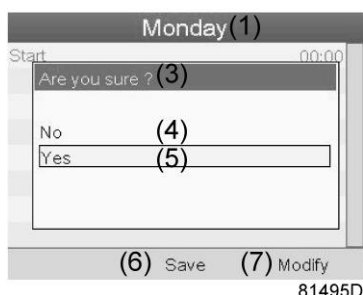 Monday(1)
Start 00:00
Are you sure ?(3)
No (4)
Yes (5)
(6) Save (7) Modify
81495D